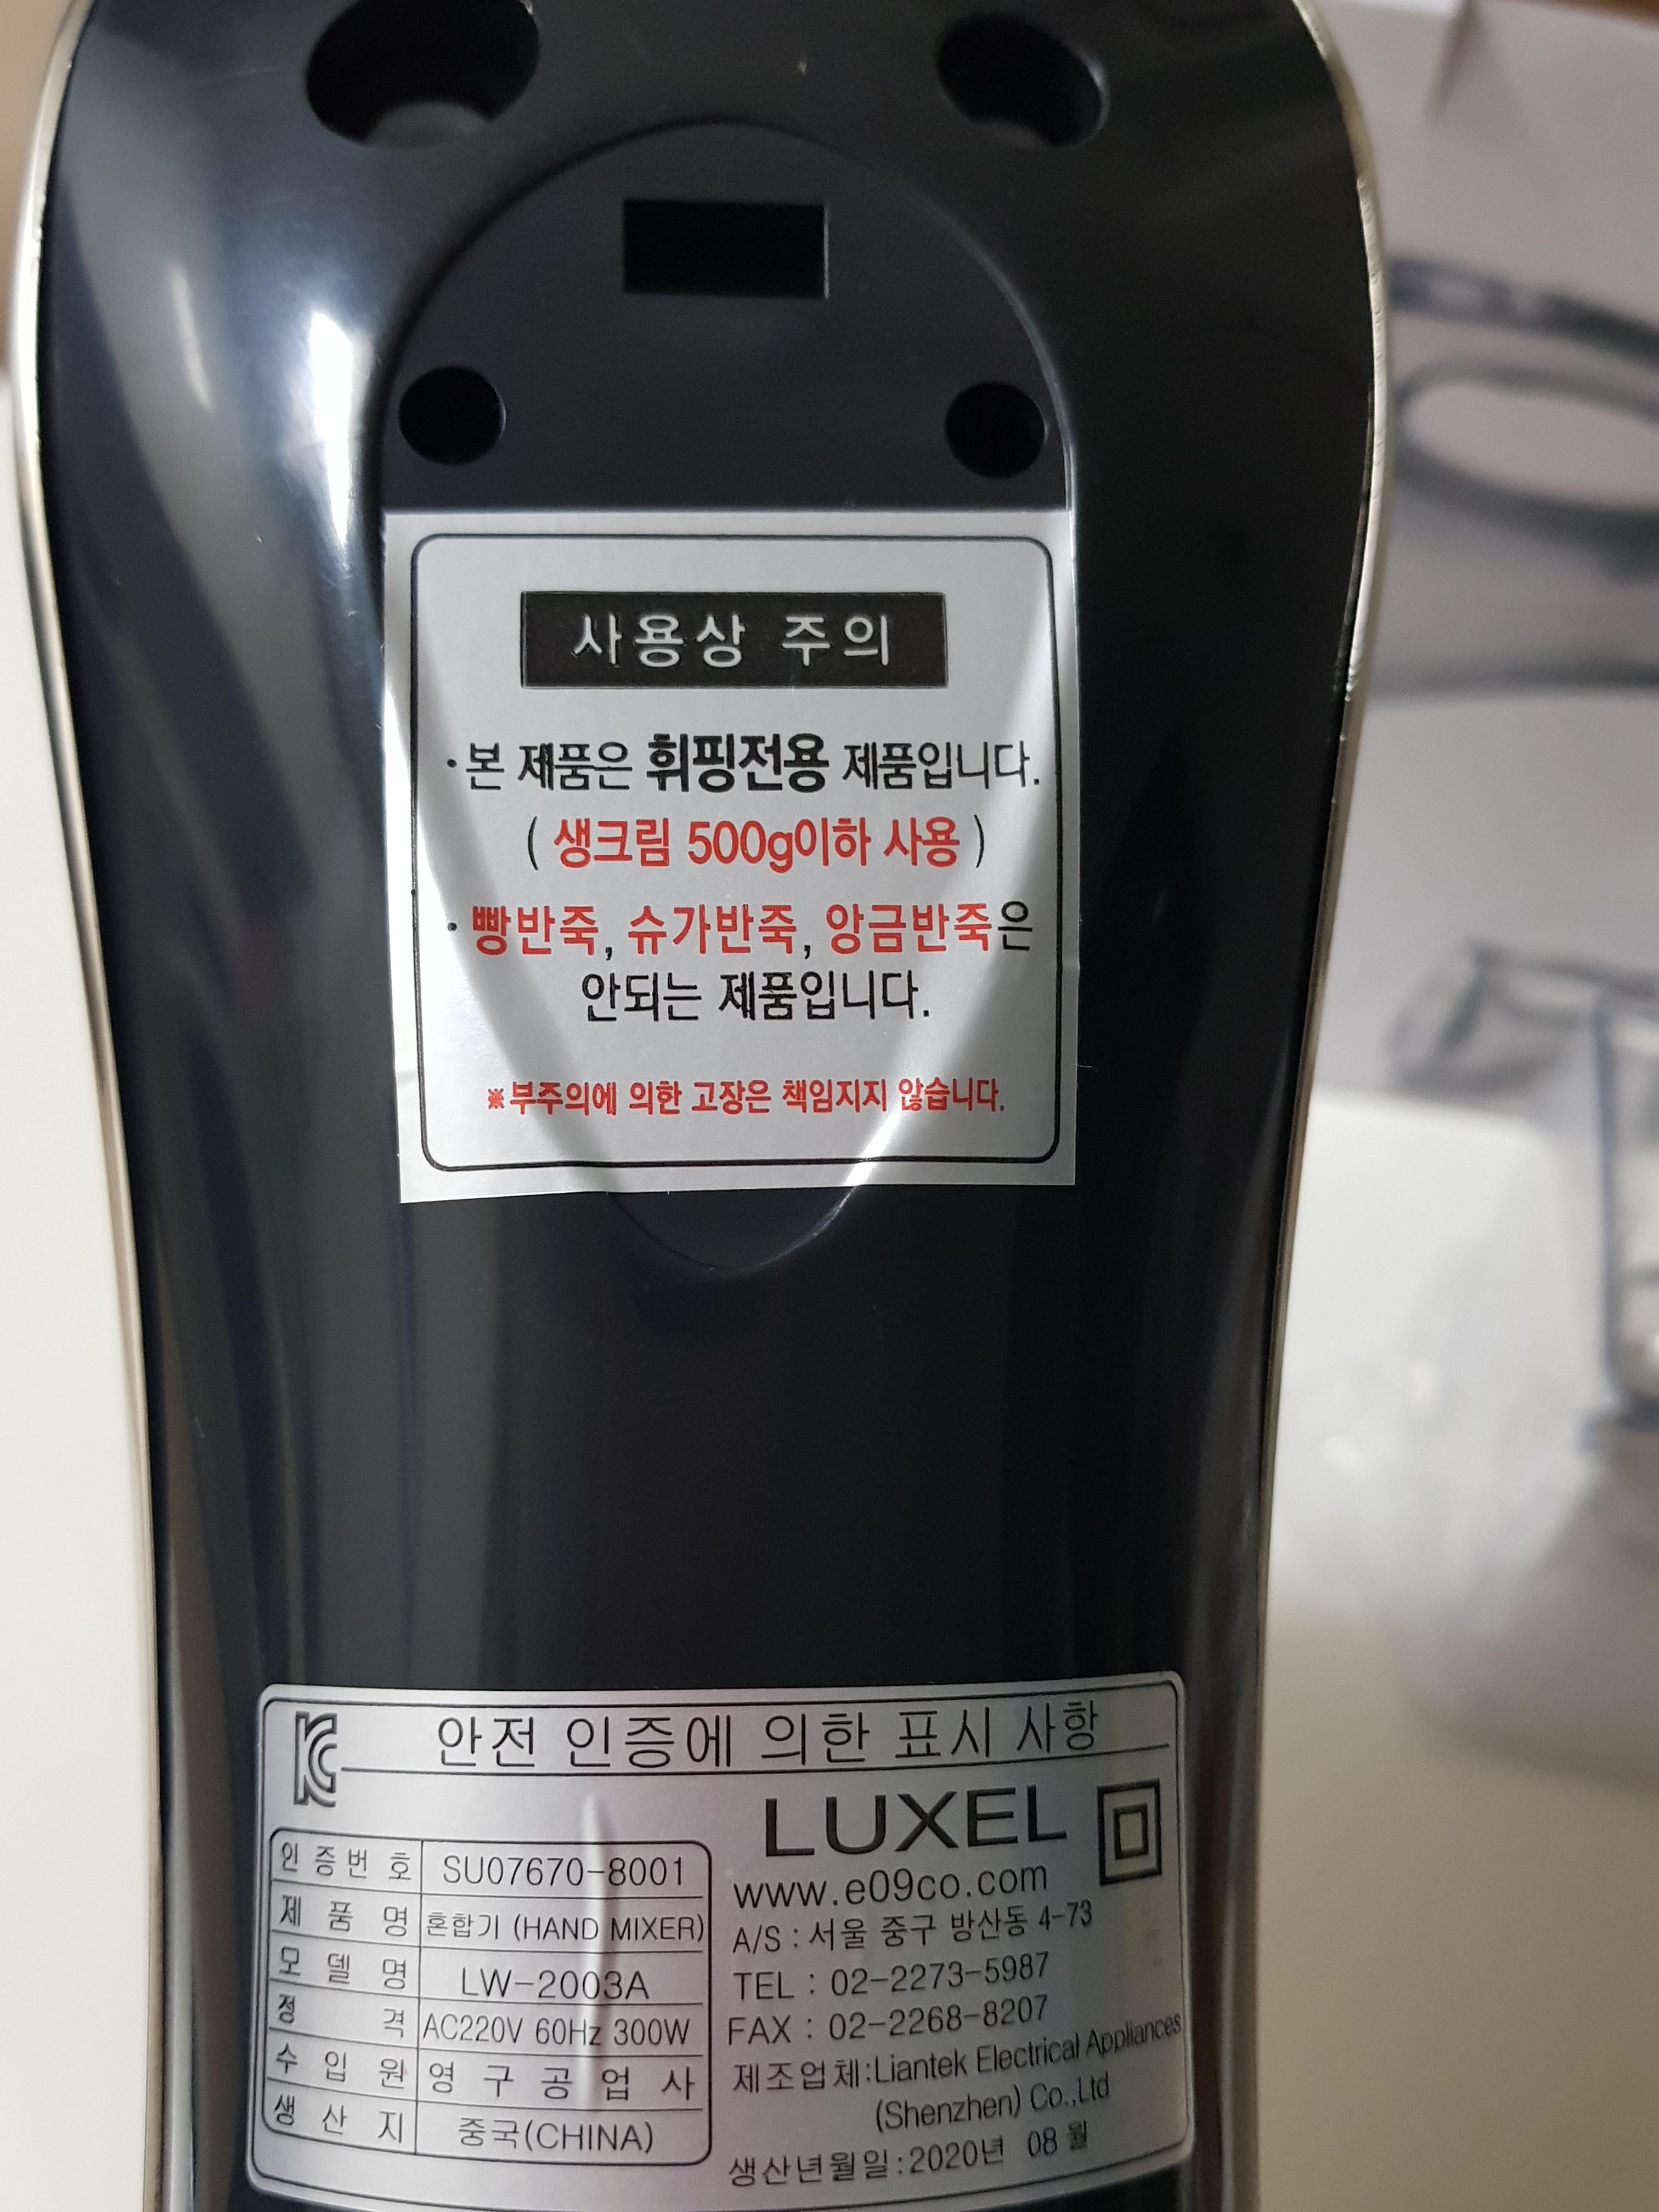 사용상 주의
·본 제품은 휘핑전용 제품입니다.
( 생크림 500g이하 사용 )
·빵반죽, 슈가반죽, 앙금반죽은
안되는 제품입니다.
※부주의에 의한 고장은 책임지지 않습니다.
안전 인증에 의한 표시 사항
인증번호 SU07670-8001
제품명 혼합기 (HAND MIXER)
모델명 LW-2003A
정격 AC220V 60Hz 300W
수입원 영구공업사
생산지 중국(CHINA)
LUXEL
www.e09co.com
A/S : 서울 중구 방산동 4-73
TEL : 02-2273-5987
FAX : 02-2268-8207
제조업체:Liantek Electrical Appliances
(Shenzhen) Co.,Ltd
생산년월일:2020년 08월